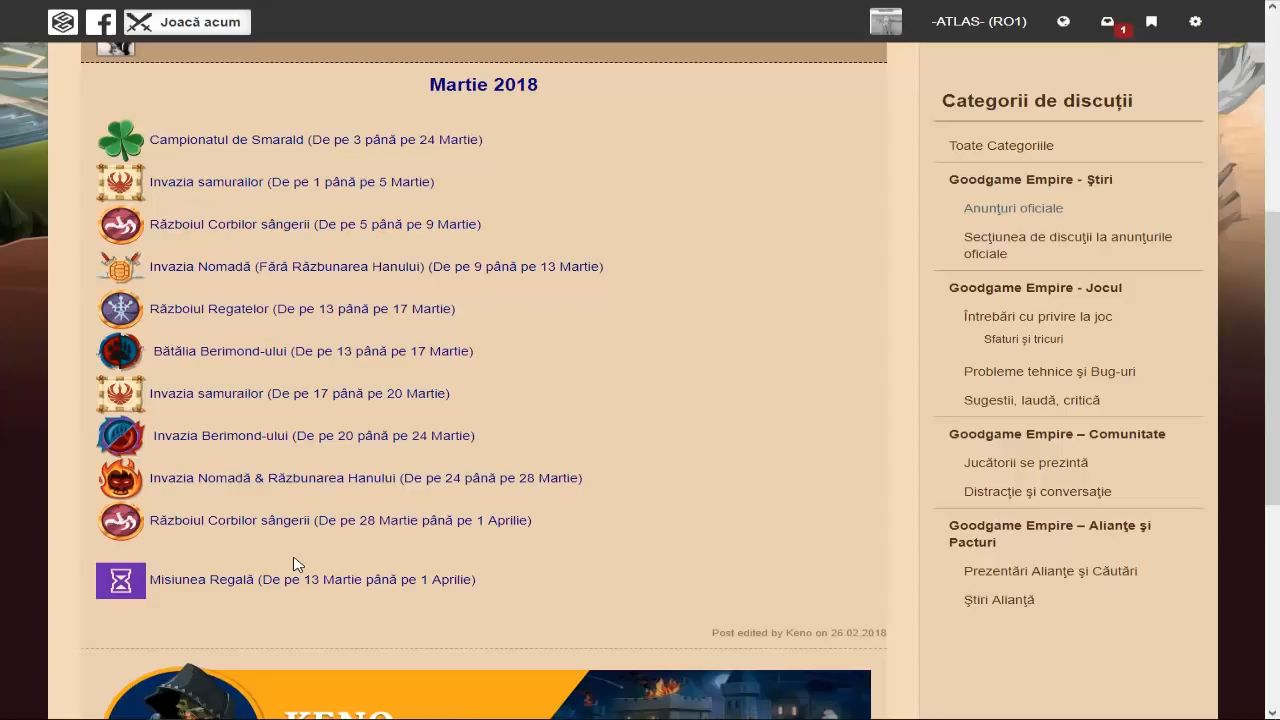 Joacă acum
-ATLAS- (RO1)
1
Martie 2018
Campionatul de Smarald (De pe 3 până pe 24 Martie)
Invazia samurailor (De pe 1 până pe 5 Martie)
Războiul Corbilor sângerii (De pe 5 până pe 9 Martie)
Invazia Nomadă (Fără Răzbunarea Hanului) (De pe 9 până pe 13 Martie)
Războiul Regatelor (De pe 13 până pe 17 Martie)
Bătălia Berimond-ului (De pe 13 până pe 17 Martie)
Invazia samurailor (De pe 17 până pe 20 Martie)
Invazia Berimond-ului (De pe 20 până pe 24 Martie)
Invazia Nomadă & Răzbunarea Hanului (De pe 24 până pe 28 Martie)
Războiul Corbilor sângerii (De pe 28 Martie până pe 1 Aprilie)
Misiunea Regală (De pe 13 Martie până pe 1 Aprilie)
Post edited by Keno on 26.02.2018
KENO
Categorii de discuții
Toate Categoriile
Goodgame Empire - Ştiri
Anunţuri oficiale
Secţiunea de discuţii la anunţurile
oficiale
Goodgame Empire - Jocul
Întrebări cu privire la joc
Sfaturi şi tricuri
Probleme tehnice şi Bug-uri
Sugestii, laudă, critică
Goodgame Empire – Comunitate
Jucătorii se prezintă
Distracţie şi conversaţie
Goodgame Empire – Alianţe şi
Pacturi
Prezentări Alianţe şi Căutări
Ştiri Alianţă